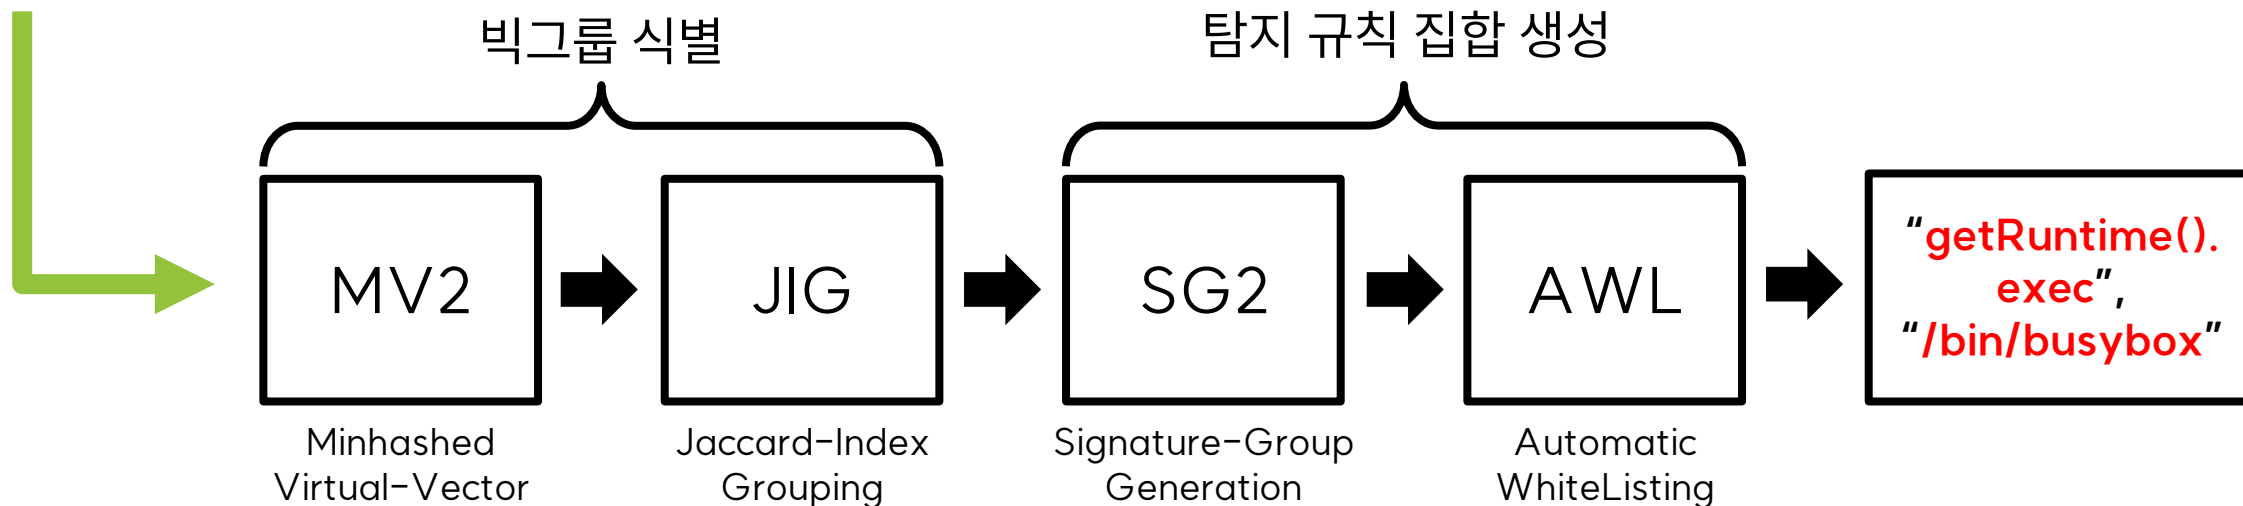 빅그룹 식별
탐지 규칙 집합 생성
MV2
JIG
SG2
AWL
“getRuntime().
exec”,
“/bin/busybox”
Minhashed
Virtual-Vector
Jaccard-Index
Grouping
Signature-Group
Generation
Automatic
WhiteListing